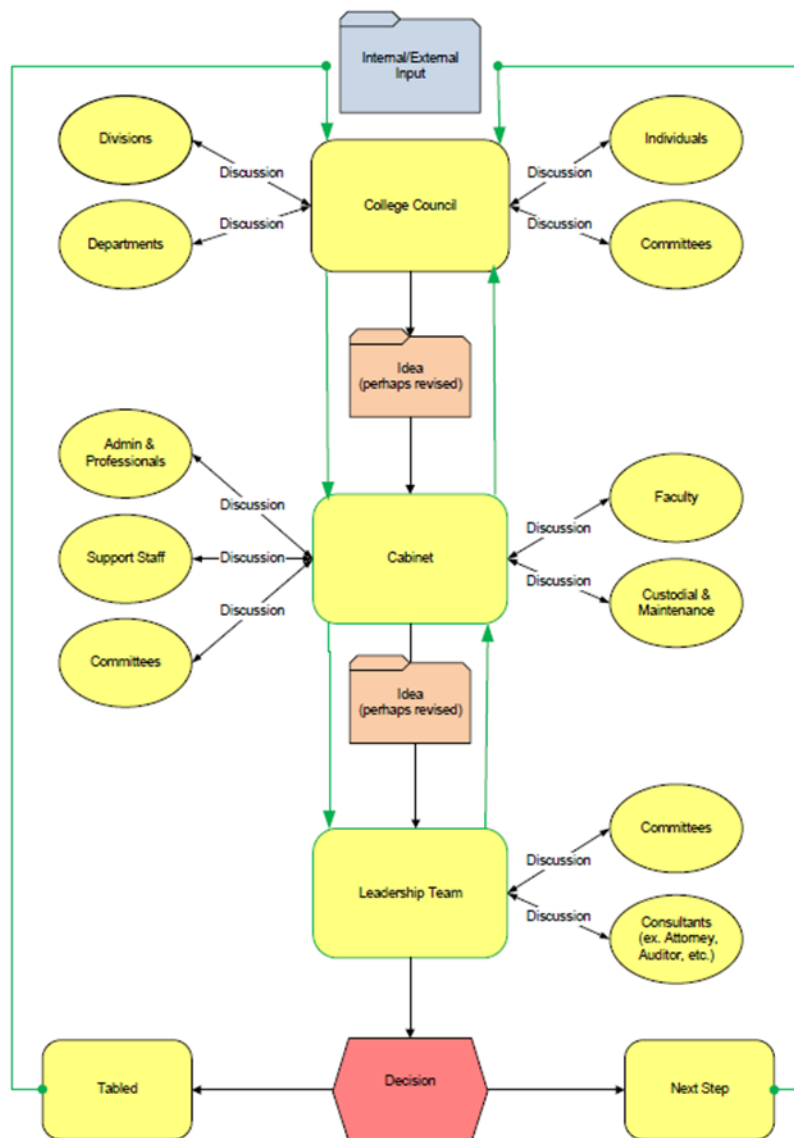 Internal/External
Input
Divisions
Individuals
Discussion
Discussion
College Council
Discussion
Discussion
Departments
Committees
Idea
(perhaps revised)
Admin &
Professionals
Faculty
Discussion
Discussion
Support Staff
Discussion
Cabinet
Discussion
Custodial &
Maintenance
Discussion
Committees
Idea
(perhaps revised)
Committees
Discussion
Leadership Team
Discussion
Consultants
(ex. Attorney,
Auditor, etc.)
Tabled
Decision
Next Step